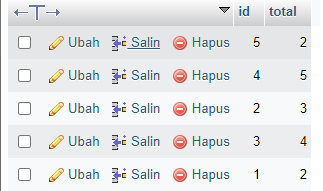 ←T→ id total
Ubah Salin Hapus 5 2
Ubah Salin Hapus 4 5
Ubah Salin Hapus 2 3
Ubah Salin Hapus 3 4
Ubah Salin Hapus 1 2